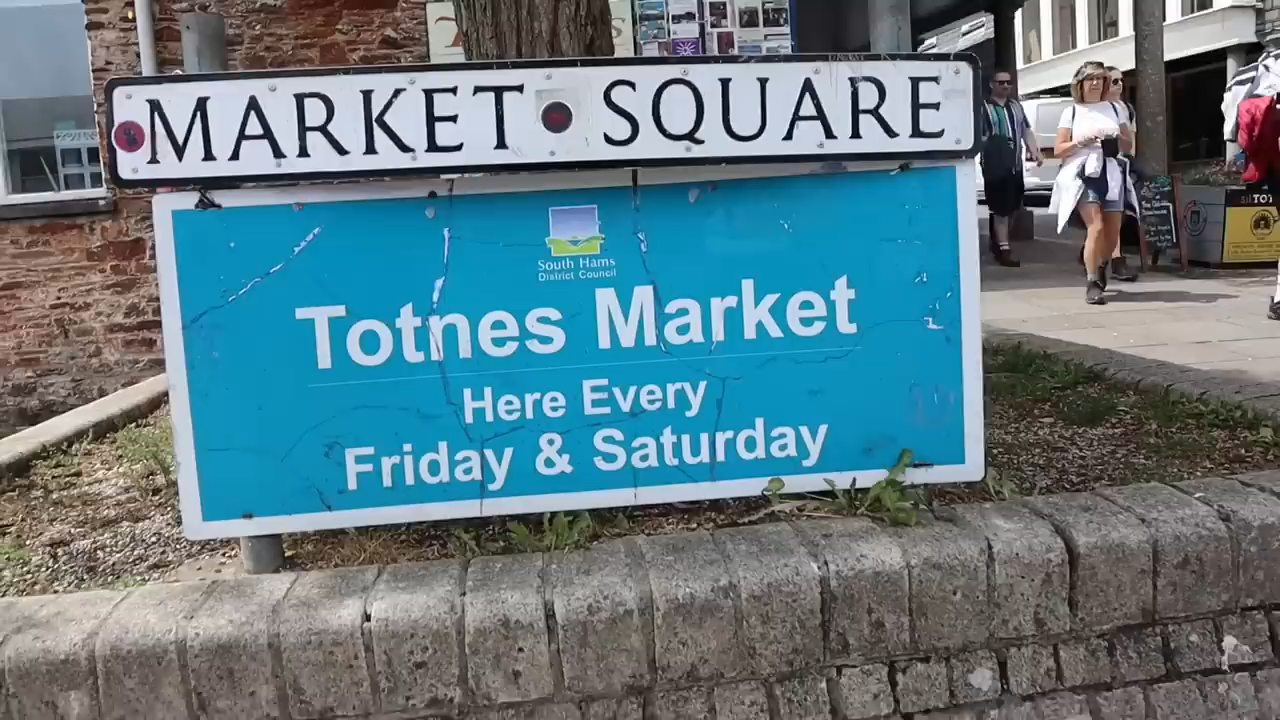 MARKET SQUARE
South Hams
District Council
Totnes Market
Here Every
Friday & Saturday